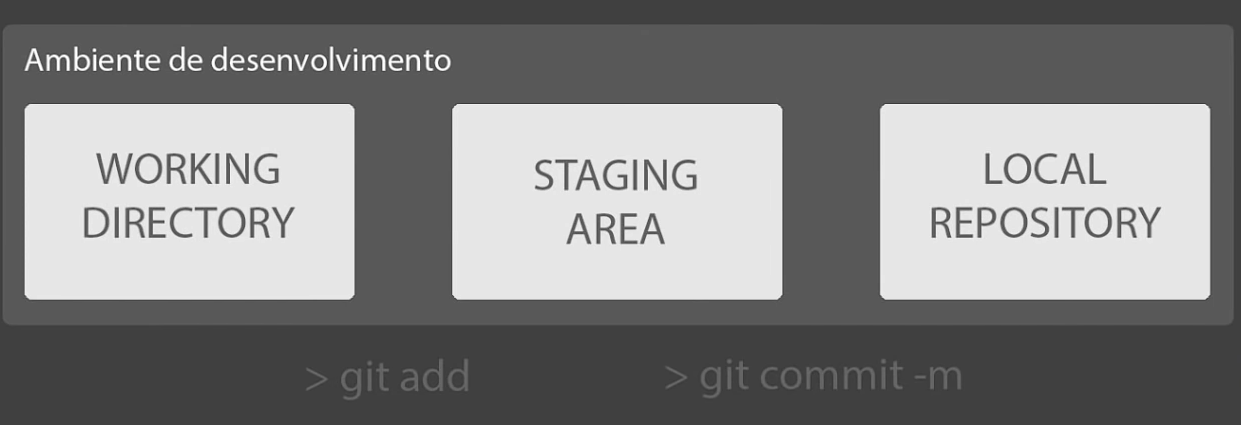 Ambiente de desenvolvimento
WORKING
DIRECTORY
STAGING
AREA
LOCAL
REPOSITORY
> git add
> git commit -m